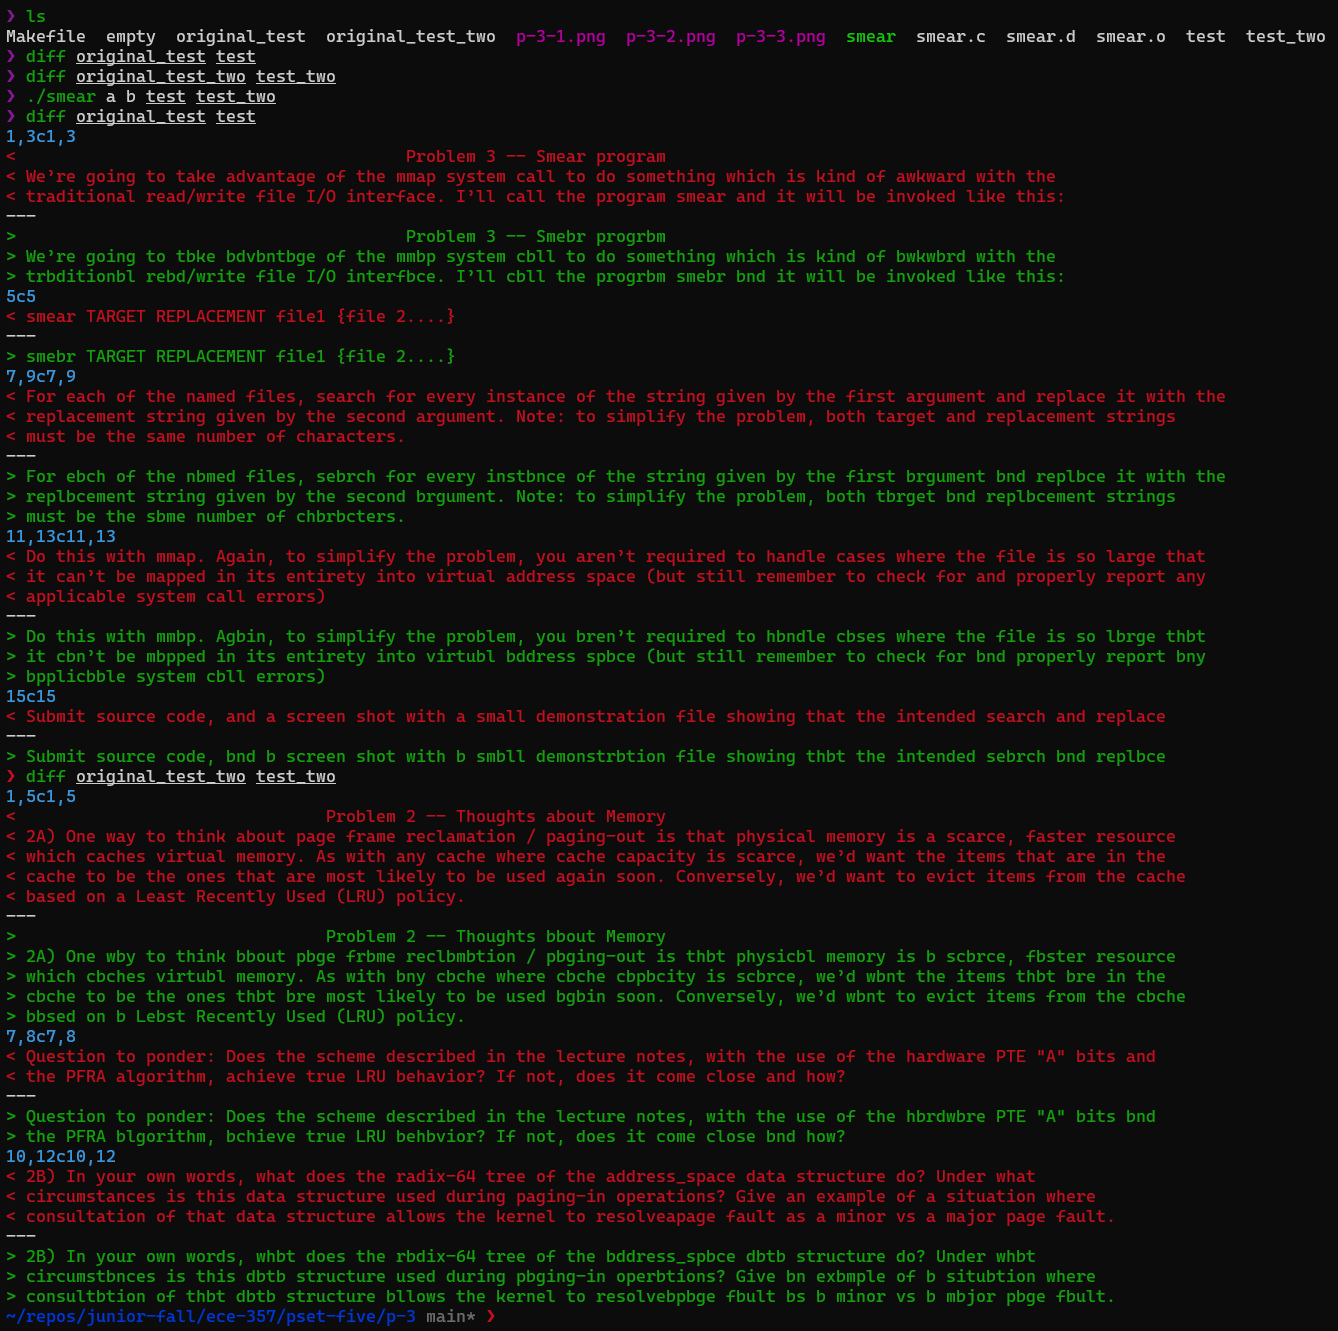 ❯ ls
Makefile  empty  original_test  original_test_two  p-3-1.png  p-3-2.png  p-3-3.png  smear  smear.c  smear.d  smear.o  test  test_two
❯ diff original_test test
❯ diff original_test_two test_two
❯ ./smear a b test test_two
❯ diff original_test test
1,3c1,3
<                                       Problem 3 -- Smear program
< We’re going to take advantage of the mmap system call to do something which is kind of awkward with the
< traditional read/write file I/O interface. I’ll call the program smear and it will be invoked like this:
---
>                                       Problem 3 -- Smebr progrbm
> We’re going to tbke bdvbntbge of the mmbp system cbll to do something which is kind of bwkwbrd with the
> trbditionbl rebd/write file I/O interfbce. I’ll cbll the progrbm smebr bnd it will be invoked like this:
5c5
< smear TARGET REPLACEMENT file1 {file 2....}
---
> smebr TARGET REPLACEMENT file1 {file 2....}
7,9c7,9
< For each of the named files, search for every instance of the string given by the first argument and replace it with the
< replacement string given by the second argument. Note: to simplify the problem, both target and replacement strings
< must be the same number of characters.
---
> For ebch of the nbmed files, sebrch for every instbnce of the string given by the first brgument bnd replbce it with the
> replbcement string given by the second brgument. Note: to simplify the problem, both tbrget bnd replbcement strings
> must be the sbme number of chbrbcters.
11,13c11,13
< Do this with mmap. Again, to simplify the problem, you aren’t required to handle cases where the file is so large that
< it can’t be mapped in its entirety into virtual address space (but still remember to check for and properly report any
< applicable system call errors)
---
> Do this with mmbp. Agbin, to simplify the problem, you bren’t required to hbndle cbses where the file is so lbrge thbt
> it cbn’t be mbpped in its entirety into virtubl bddress spbce (but still remember to check for bnd properly report bny
> bpplicbble system cbll errors)
15c15
< Submit source code, and a screen shot with a small demonstration file showing that the intended search and replace
---
> Submit source code, bnd b screen shot with b smbll demonstrbtion file showing thbt the intended sebrch bnd replbce
❯ diff original_test_two test_two
1,5c1,5
<                               Problem 2 -- Thoughts about Memory
< 2A) One way to think about page frame reclamation / paging-out is that physical memory is a scarce, faster resource
< which caches virtual memory. As with any cache where cache capacity is scarce, we’d want the items that are in the
< cache to be the ones that are most likely to be used again soon. Conversely, we’d want to evict items from the cache
< based on a Least Recently Used (LRU) policy.
---
>                               Problem 2 -- Thoughts bbout Memory
> 2A) One wby to think bbout pbge frbme reclbmbtion / pbging-out is thbt physicbl memory is b scbrce, fbster resource
> which cbches virtubl memory. As with bny cbche where cbche cbpbcity is scbrce, we’d wbnt the items thbt bre in the
> cbche to be the ones thbt bre most likely to be used bgbin soon. Conversely, we’d wbnt to evict items from the cbche
> bbsed on b Lebst Recently Used (LRU) policy.
7,8c7,8
< Question to ponder: Does the scheme described in the lecture notes, with the use of the hardware PTE "A" bits and
< the PFRA algorithm, achieve true LRU behavior? If not, does it come close and how?
---
> Question to ponder: Does the scheme described in the lecture notes, with the use of the hbrdwbre PTE "A" bits bnd
> the PFRA blgorithm, bchieve true LRU behbvior? If not, does it come close bnd how?
10,12c10,12
< 2B) In your own words, what does the radix-64 tree of the address_space data structure do? Under what
< circumstances is this data structure used during paging-in operations? Give an example of a situation where
< consultation of that data structure allows the kernel to resolveapage fault as a minor vs a major page fault.
---
> 2B) In your own words, whbt does the rbdix-64 tree of the bddress_spbce dbtb structure do? Under whbt
> circumstbnces is this dbtb structure used during pbging-in operbtions? Give bn exbmple of b situbtion where
> consultbtion of thbt dbtb structure bllows the kernel to resolvebpbge fbult bs b minor vs b mbjor pbge fbult.
~/repos/junior-fall/ece-357/pset-five/p-3 main* ❯